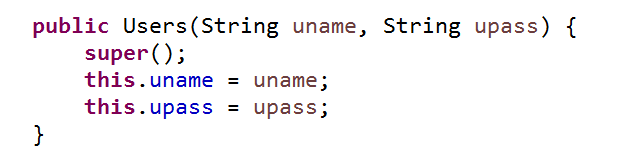 public Users(String uname, String upass) {
    super();
    this.uname = uname;
    this.upass = upass;
}